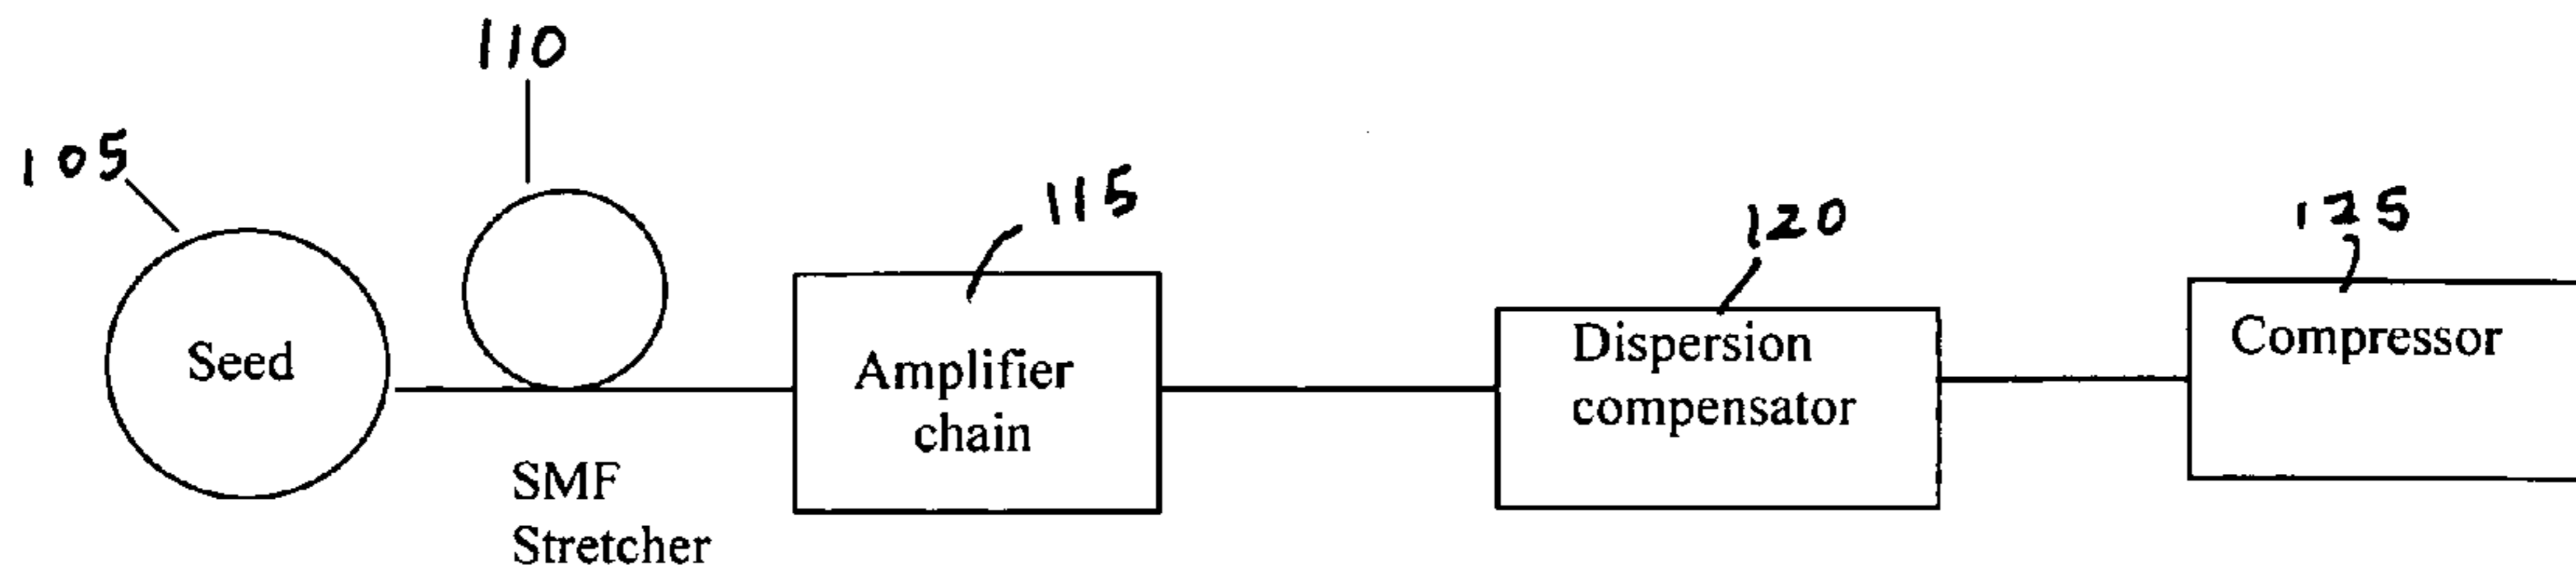 110
105
115
120
125
Seed
Amplifier
chain
SMF
Stretcher
Dispersion
compensator
Compressor